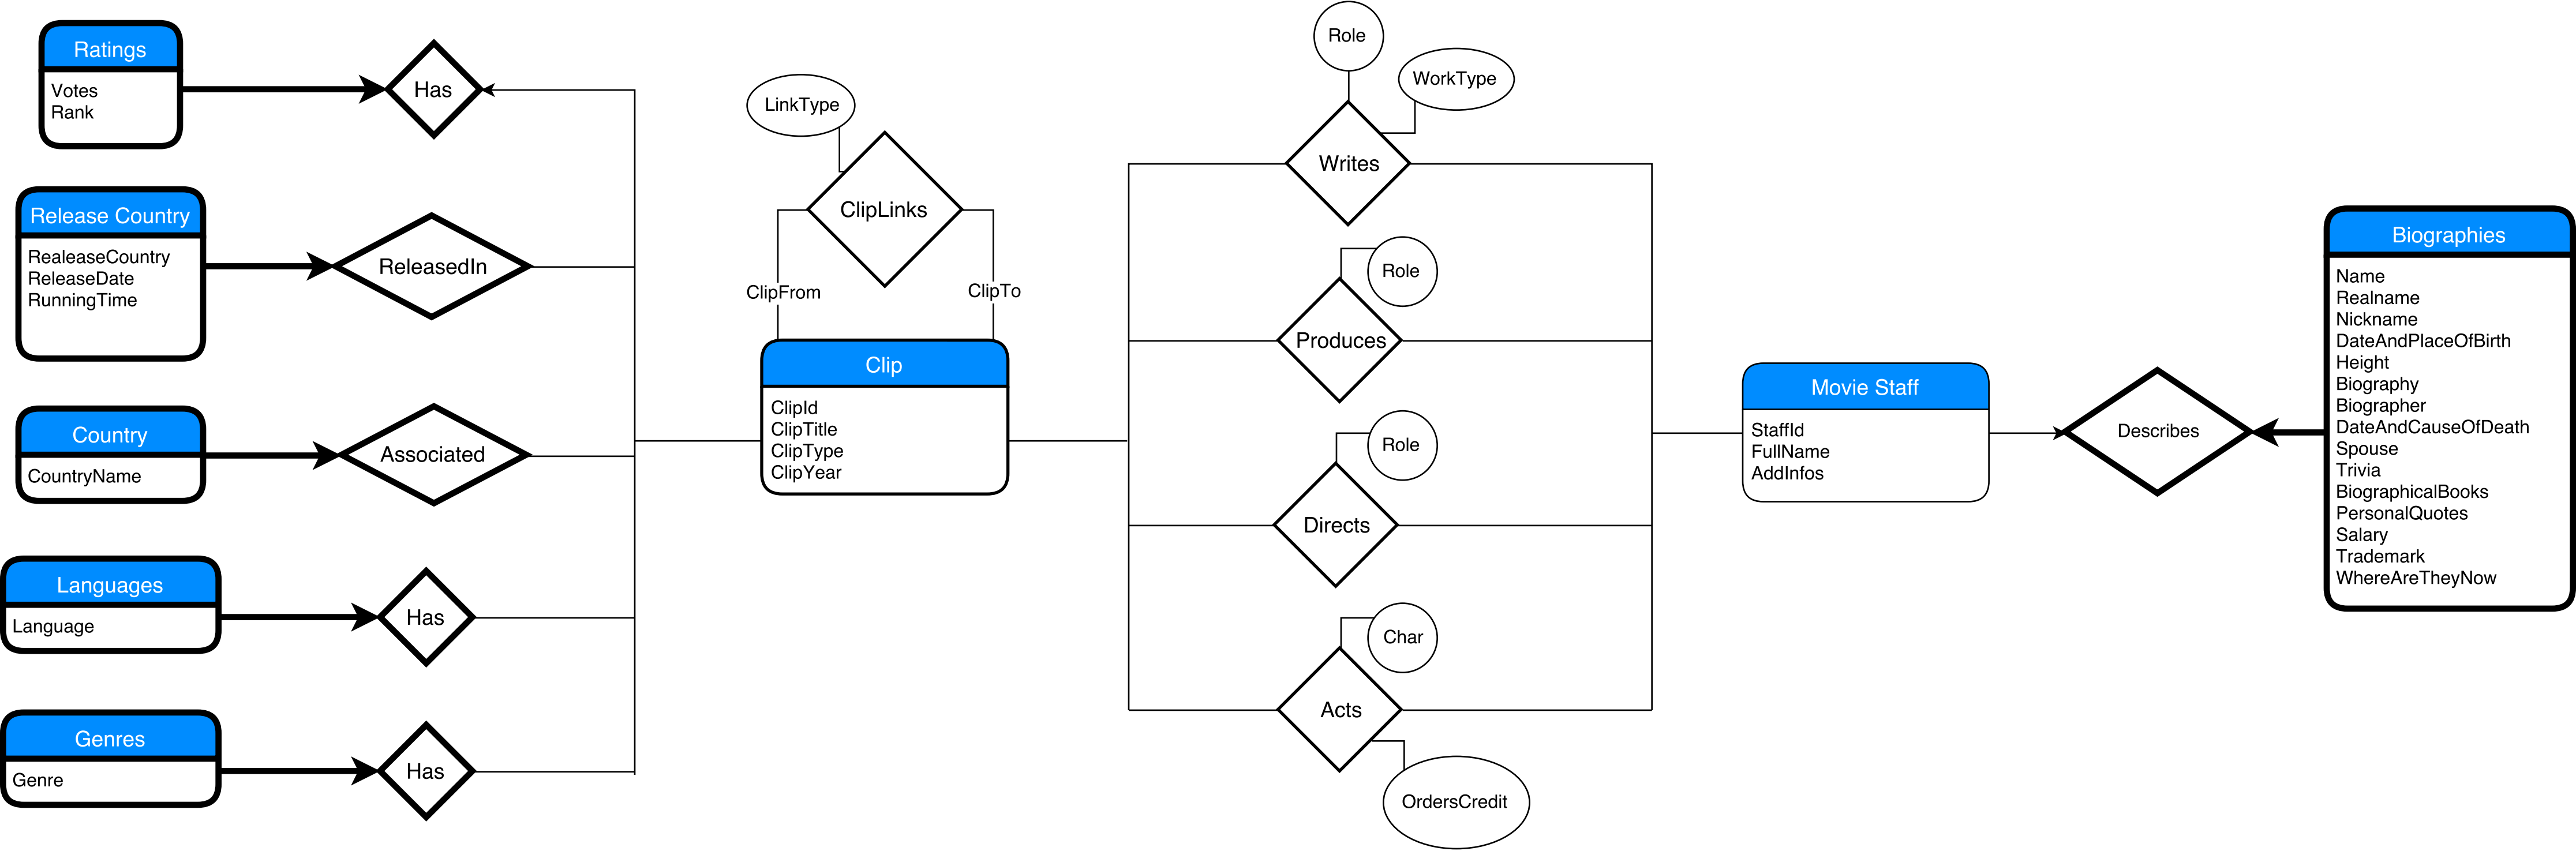 Ratings
Votes
Rank
Has
Release Country
RealeaseCountry
ReleaseDate
RunningTime
ReleasedIn
Country
CountryName
Associated
Languages
Language
Has
Genres
Genre
Has
LinkType
ClipLinks
ClipFrom
ClipTo
Clip
ClipId
ClipTitle
ClipType
ClipYear
Role
WorkType
Writes
Role
Produces
Role
Directs
Char
Acts
OrdersCredit
Movie Staff
StaffId
FullName
AddInfos
Describes
Biographies
Name
Realname
Nickname
DateAndPlaceOfBirth
Height
Biography
Biographer
DateAndCauseOfDeath
Spouse
Trivia
BiographicalBooks
PersonalQuotes
Salary
Trademark
WhereAreTheyNow